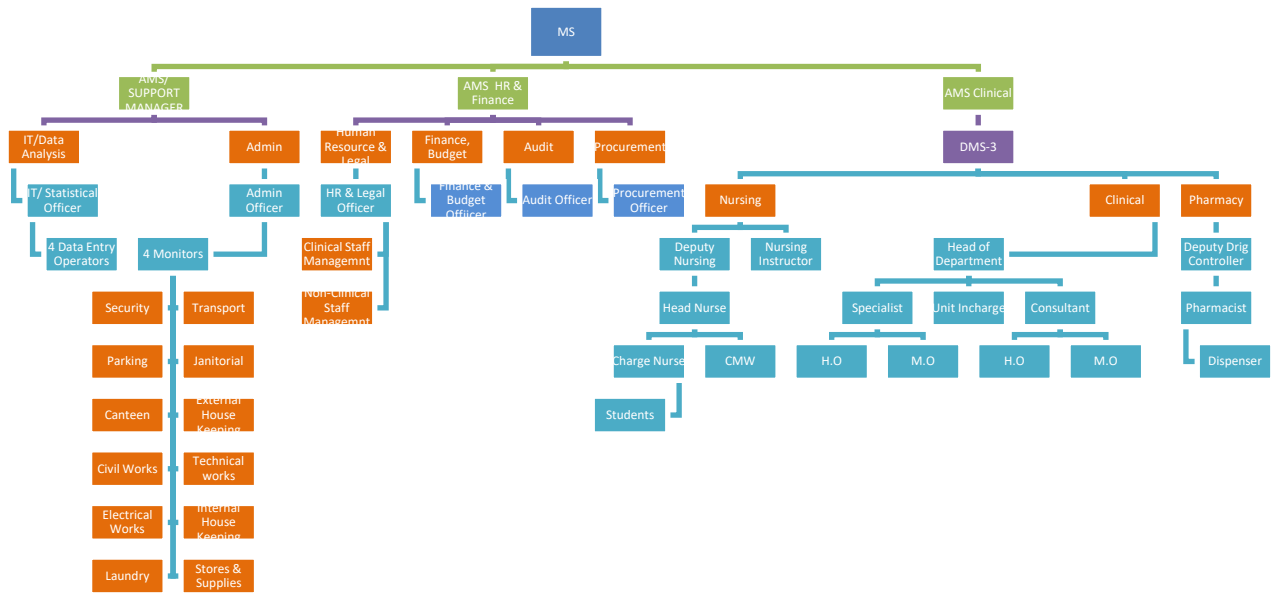 MS
AMS/
SUPPORT
MANAGER
AMS HR &
Finance
AMS Clinical
IT/Data
Analysis
Admin
Human
Resource &
Legal
Finance,
Budget
Audit
Procurement
DMS-3
IT/ Statistical
Officer
Admin
Officer
HR & Legal
Officer
Finance &
Budget
Offiicer
Audit Officer
Procurement
Officer
Nursing
Clinical
Pharmacy
4 Data Entry
Operators
4 Monitors
Clinical Staff
Managemnt
Deputy
Nursing
Nursing
Instructor
Head of
Department
Deputy Drig
Controller
Security
Transport
Non-Clinical
Staff
Managemnt
Head Nurse
Specialist
Unit Incharge
Consultant
Pharmacist
Parking
Janitorial
Charge Nurse
CMW
H.O
M.O
H.O
M.O
Dispenser
Canteen
External
House
Keeping
Students
Civil Works
Technical
works
Electrical
Works
Internal
House
Keeping
Laundry
Stores &
Supplies